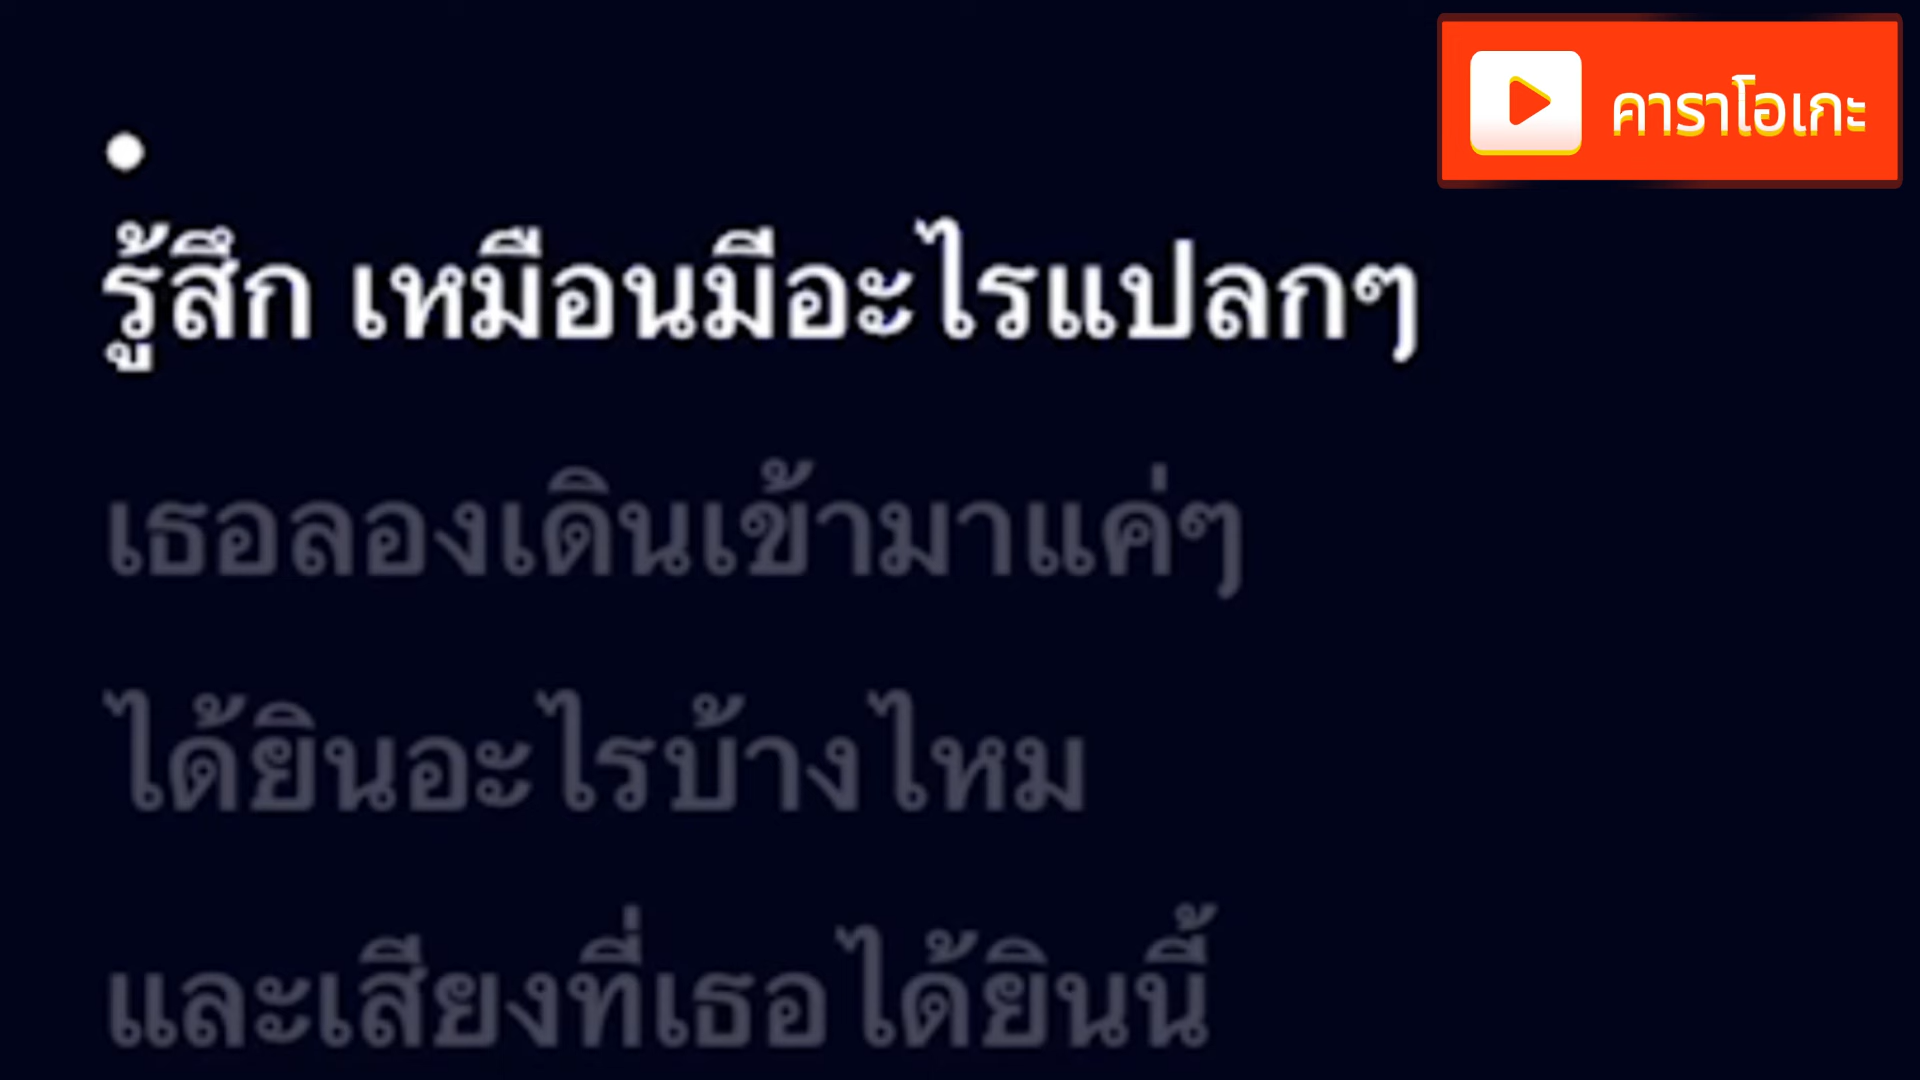 คาราโอเกะ
รู้สึก เหมือนมีอะไรแปลกๆ
เธอลองเดินเข้ามาแค่ๆ
ได้ยินอะไรบ้างไหม
และเสียงที่เธอได้ยินนี้